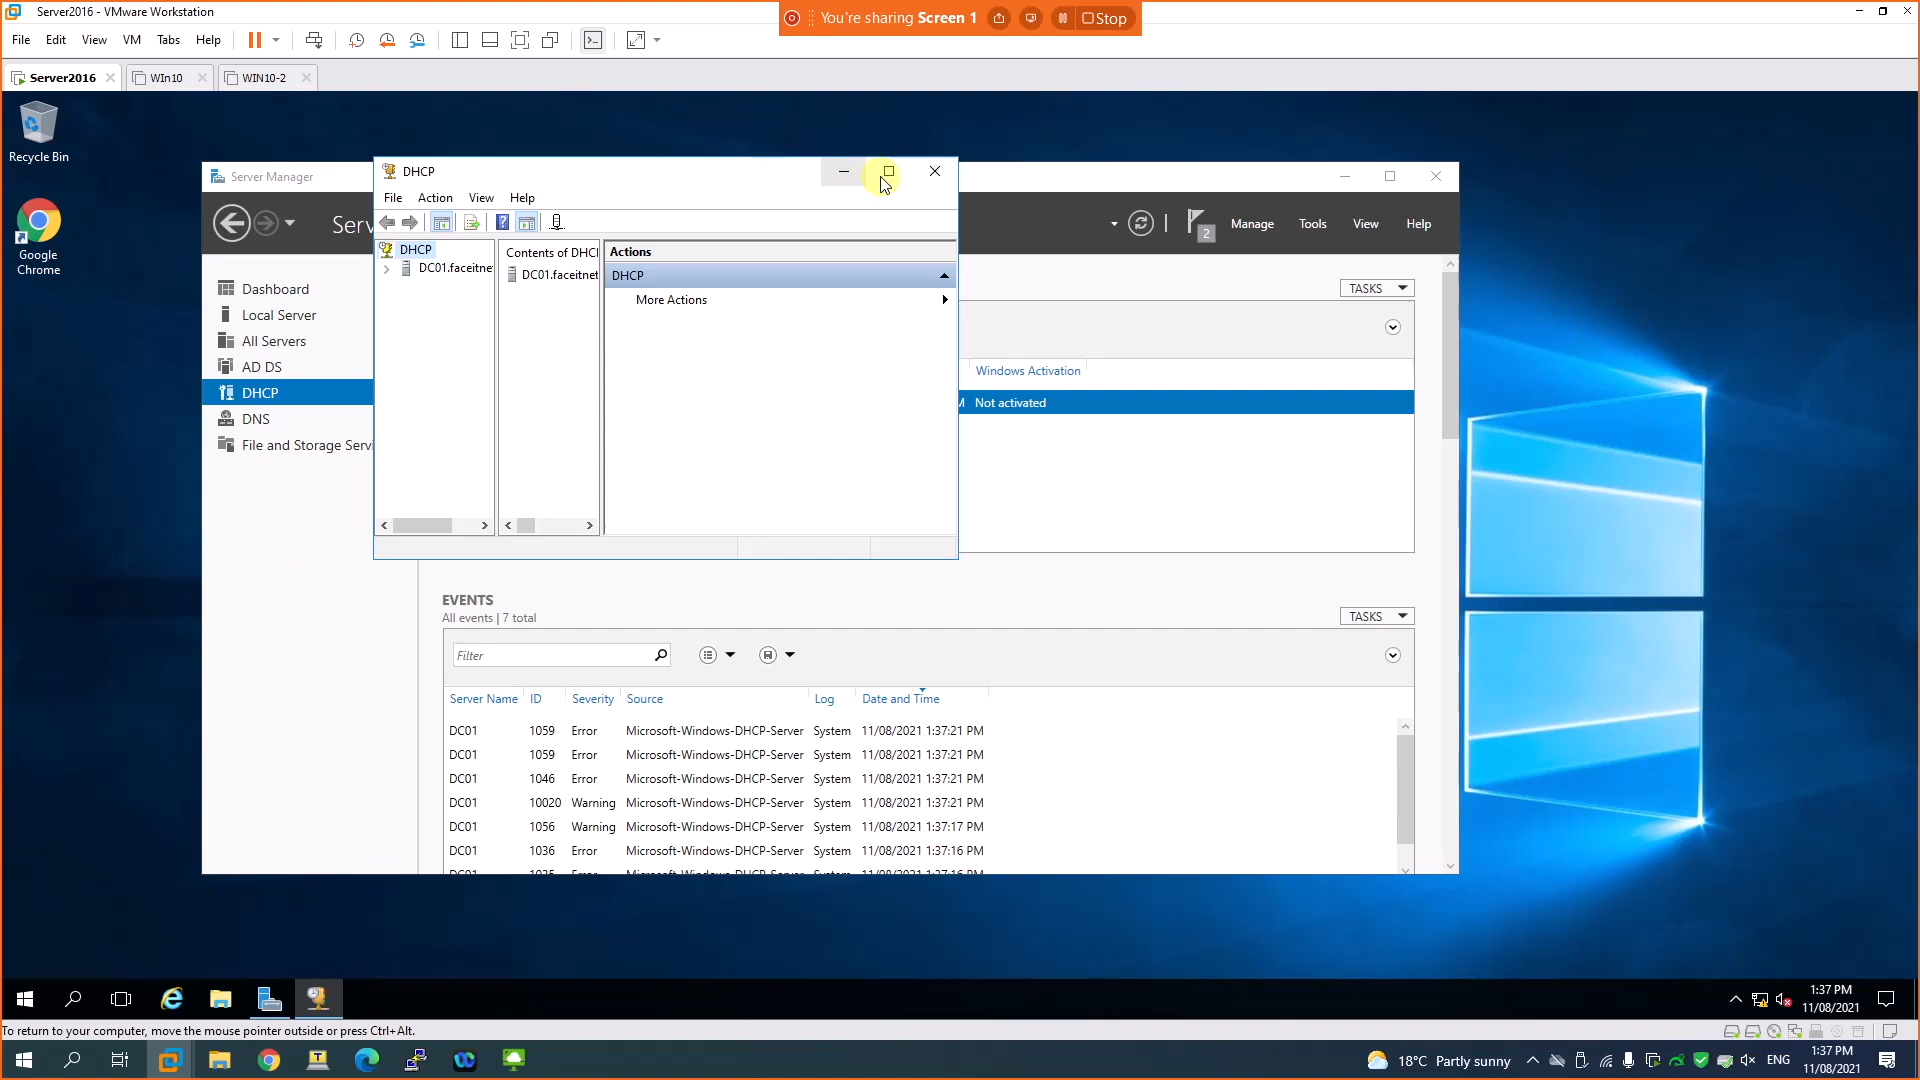 Server2016 - VMware Workstation
You're sharing Screen 1
Stop
File Edit View VM Tabs Help
Server2016 WIn10 WIN10-2
Recycle Bin
Google
Chrome
Server Manager
Serv
2 Manage Tools View Help
Dashboard
Local Server
All Servers
AD DS
DHCP
DNS
File and Storage Servi
DHCP
File Action View Help
DHCP
DC01.faceitne
Contents of DHC
DC01.faceitnet
Actions
DHCP
More Actions
TASKS
Windows Activation
M Not activated
EVENTS
All events | 7 total
TASKS
Filter
Server Name ID Severity Source Log Date and Time
DC01 1059 Error Microsoft-Windows-DHCP-Server System 11/08/2021 1:37:21 PM
DC01 1059 Error Microsoft-Windows-DHCP-Server System 11/08/2021 1:37:21 PM
DC01 1046 Error Microsoft-Windows-DHCP-Server System 11/08/2021 1:37:21 PM
DC01 10020 Warning Microsoft-Windows-DHCP-Server System 11/08/2021 1:37:21 PM
DC01 1056 Warning Microsoft-Windows-DHCP-Server System 11/08/2021 1:37:17 PM
DC01 1036 Error Microsoft-Windows-DHCP-Server System 11/08/2021 1:37:16 PM
1:37 PM
11/08/2021
To return to your computer, move the mouse pointer outside or press Ctrl+Alt.
18°C Partly sunny
ENG
1:37 PM
11/08/2021